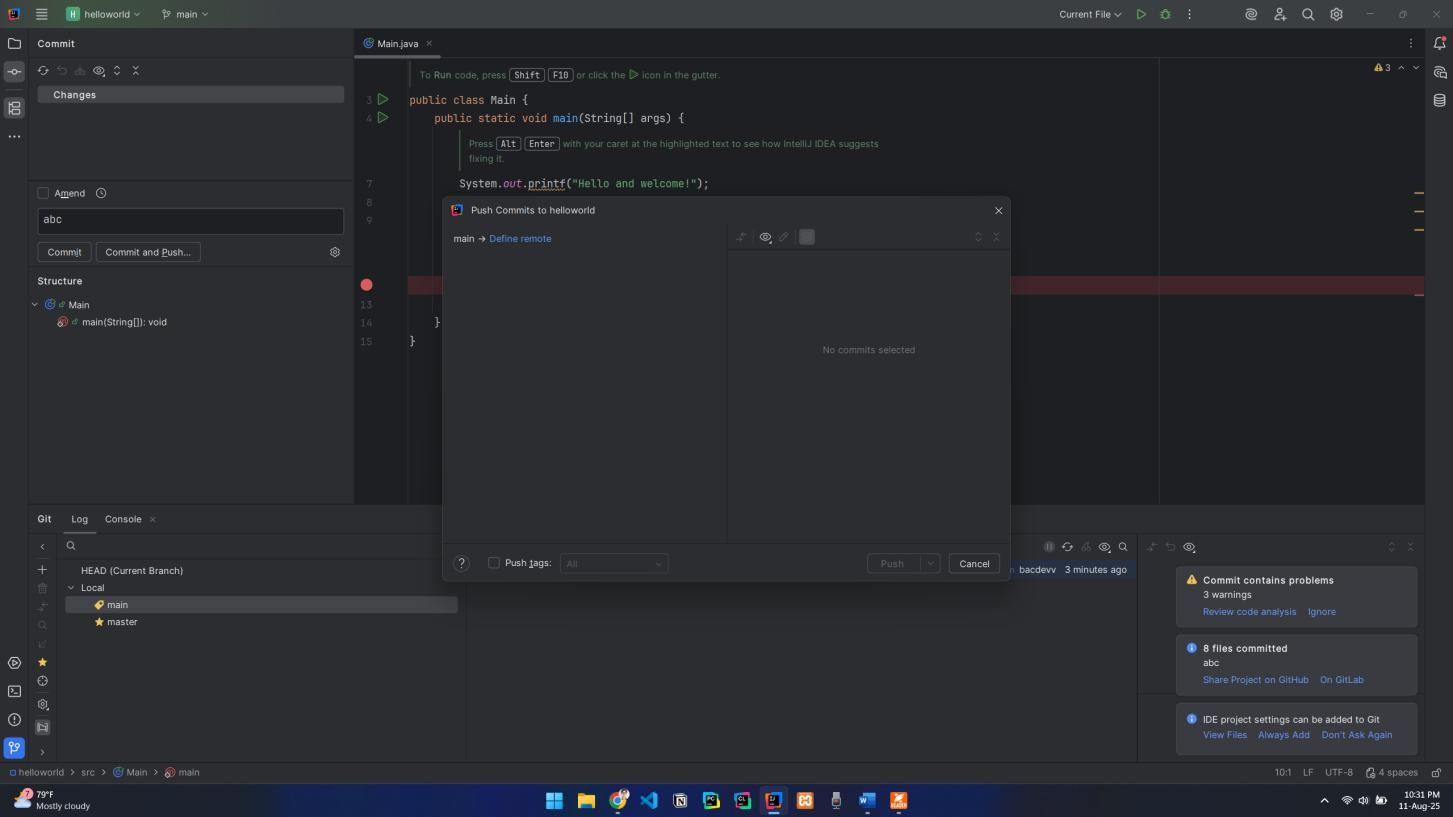 H helloworld main Current File
Commit
Changes
Amend
abc
Commit Commit and Push...
Structure
Main
main(String[]): void
Main.java
To Run code, press Shift F10 or click the icon in the gutter.
3 public class Main {
4 public static void main(String[] args) {
Press Alt Enter with your caret at the highlighted text to see how IntelliJ IDEA suggests
fixing it.
7 System.out.printf("Hello and welcome!");
8
9
13
14 }
15 }
3
Push Commits to helloworld
main → Define remote
No commits selected
? Push tags: All Push Cancel
Git Log Console
HEAD (Current Branch)
Local
main
master
bacdevv 3 minutes ago
Commit contains problems
3 warnings
Review code analysis Ignore
8 files committed
abc
Share Project on GitHub On GitLab
IDE project settings can be added to Git
View Files Always Add Don't Ask Again
helloworld > src > Main > main 10:1 LF UTF-8 4 spaces
79°F
Mostly cloudy
10:31 PM
11-Aug-25